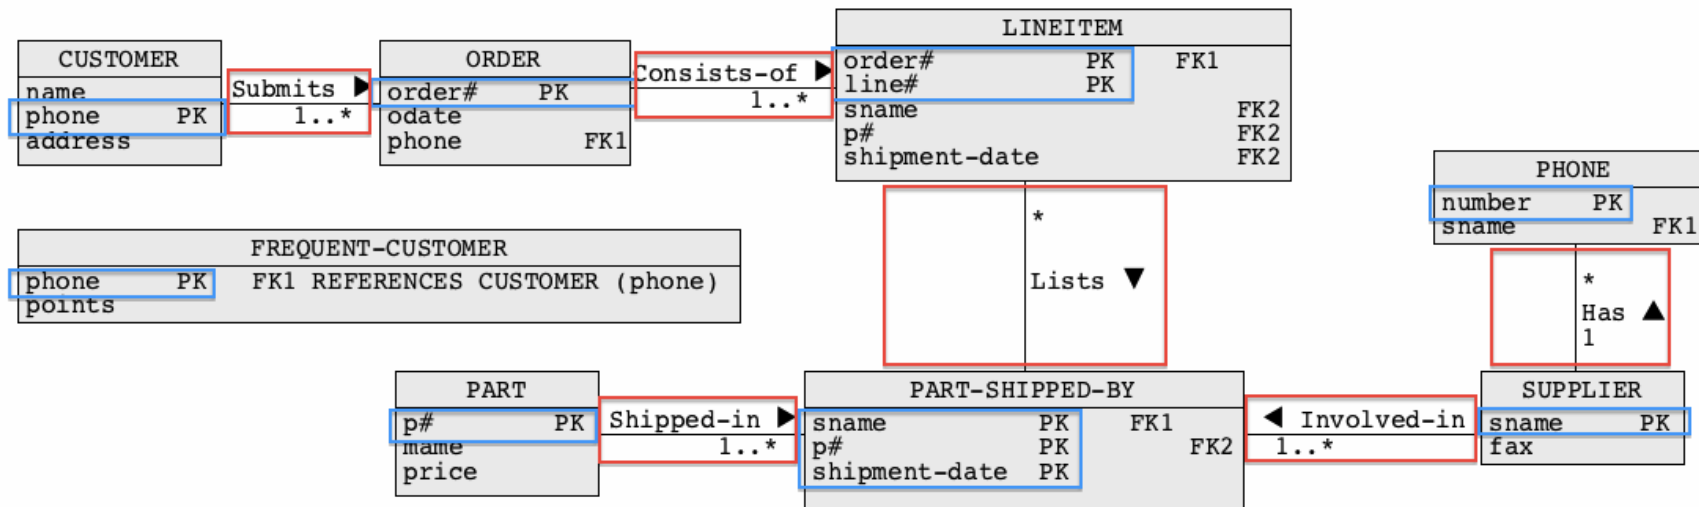 CUSTOMER
name
phone PK
address
Submits ▶
1..*
ORDER
order# PK
odate
phone FK1
Consists-of ▶
1..*
LINEITEM
order# PK FK1
line# PK
sname FK2
p# FK2
shipment-date FK2
PHONE
number PK
sname FK1
FREQUENT-CUSTOMER
phone PK FK1 REFERENCES CUSTOMER (phone)
points
*
Lists ▼
*
Has ▲
1
PART
p# PK
mame
price
Shipped-in ▶
1..*
PART-SHIPPED-BY
sname PK FK1
p# PK FK2
shipment-date PK
◀ Involved-in
1..*
SUPPLIER
sname PK
fax